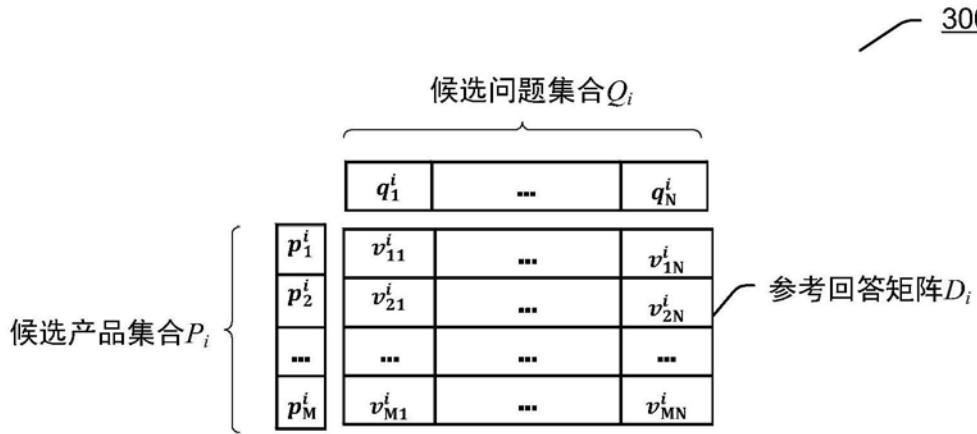 300
候选问题集合Q_i
q_1^i ... q_N^i
p_1^i v_11^i ... v_1N^i
p_2^i v_21^i ... v_2N^i
参考回答矩阵D_i
候选产品集合P_i
... ... ... ...
p_M^i v_M1^i ... v_MN^i